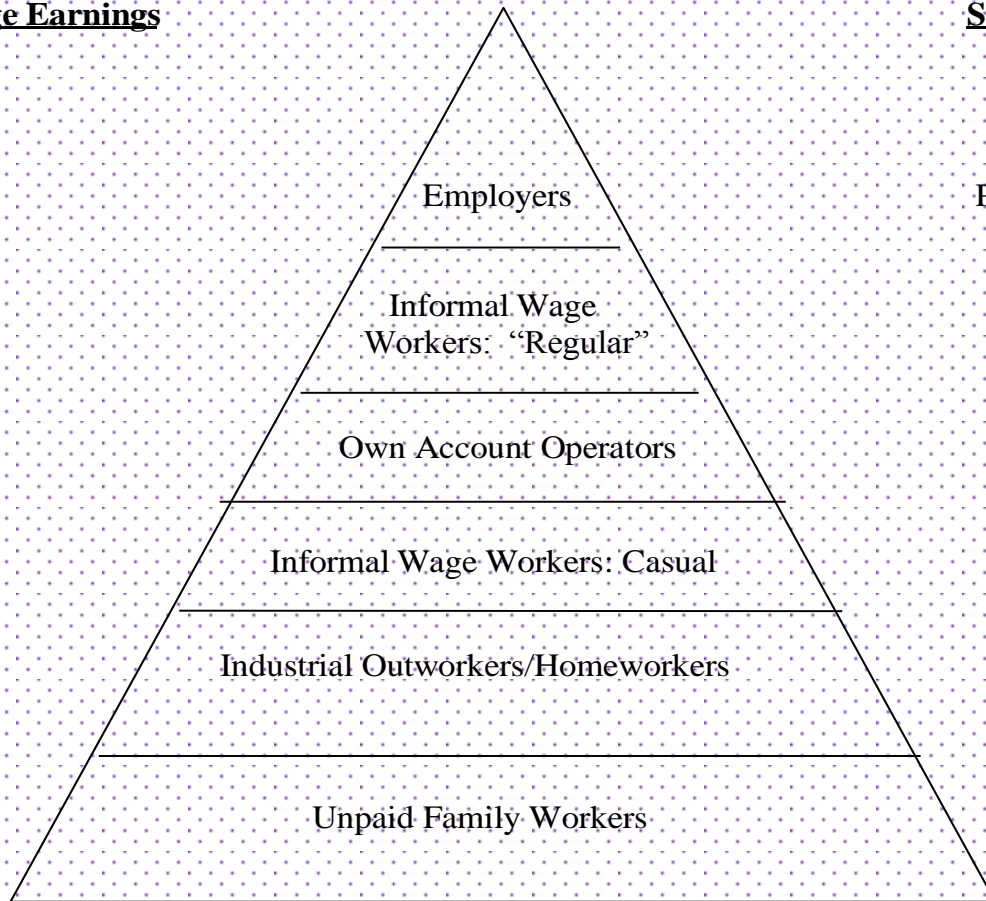 Earnings
Employers
Informal Wage
Workers: “Regular”
Own Account Operators
Informal Wage Workers: Casual
Industrial Outworkers/Homeworkers
Unpaid Family Workers